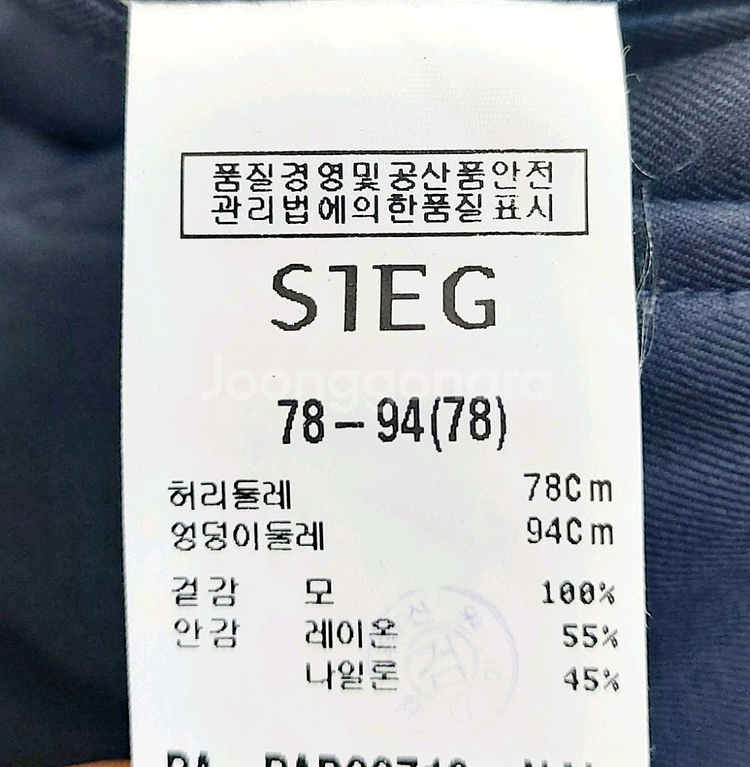 품질경영및공산품안전
관리법에의한품질표시
SIEG
Joonggonara
78-94(78)
허리둘레 78Cm
엉덩이둘레 94Cm
겉감 모 100%
안감 레이온 55%
나일론 45%